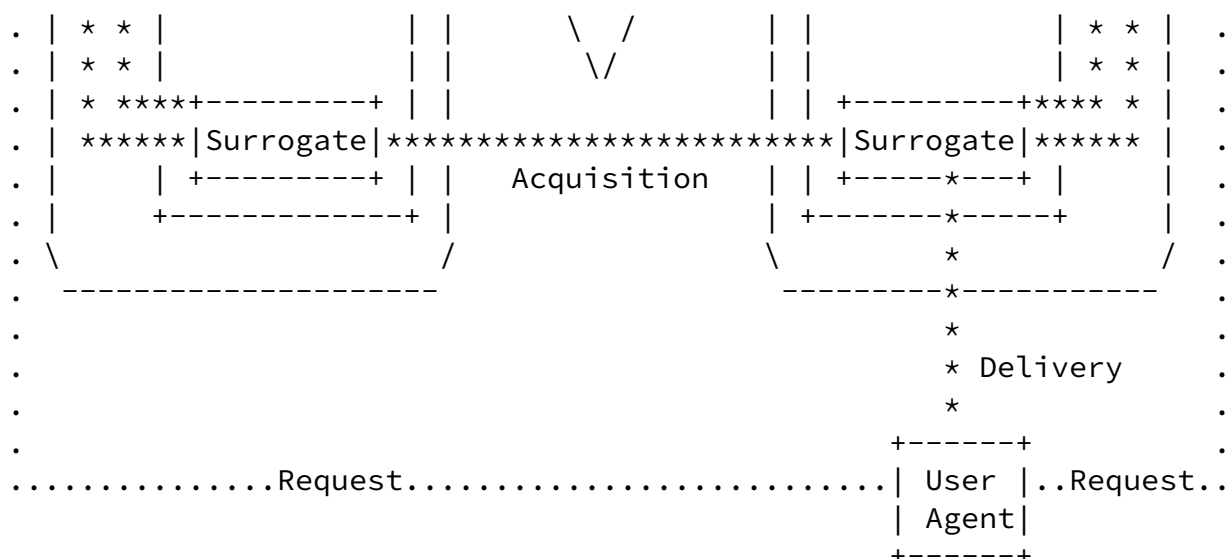 . | * * |             | |      \  /       | |             | * * |  .
. | * * |             | |       \/        | |             | * * |  .
. | * ****+---------+ | |                 | | +---------+**** * |  .
. | ******|Surrogate|*************************|Surrogate|****** |  .
. |     | +---------+ | |   Acquisition   | | +-----*---+ |     |  .
. |     +-------------+ |                 | +-------*-----+     |  .
. \                     /                 \         *           /  .
.  ---------------------                   ---------*-----------   .
.                                                   *              .
.                                                   * Delivery     .
.                                                   *              .
.                                                +------+          .
...............Request...........................| User |..Request..
                                                 | Agent|
                                                 +------+